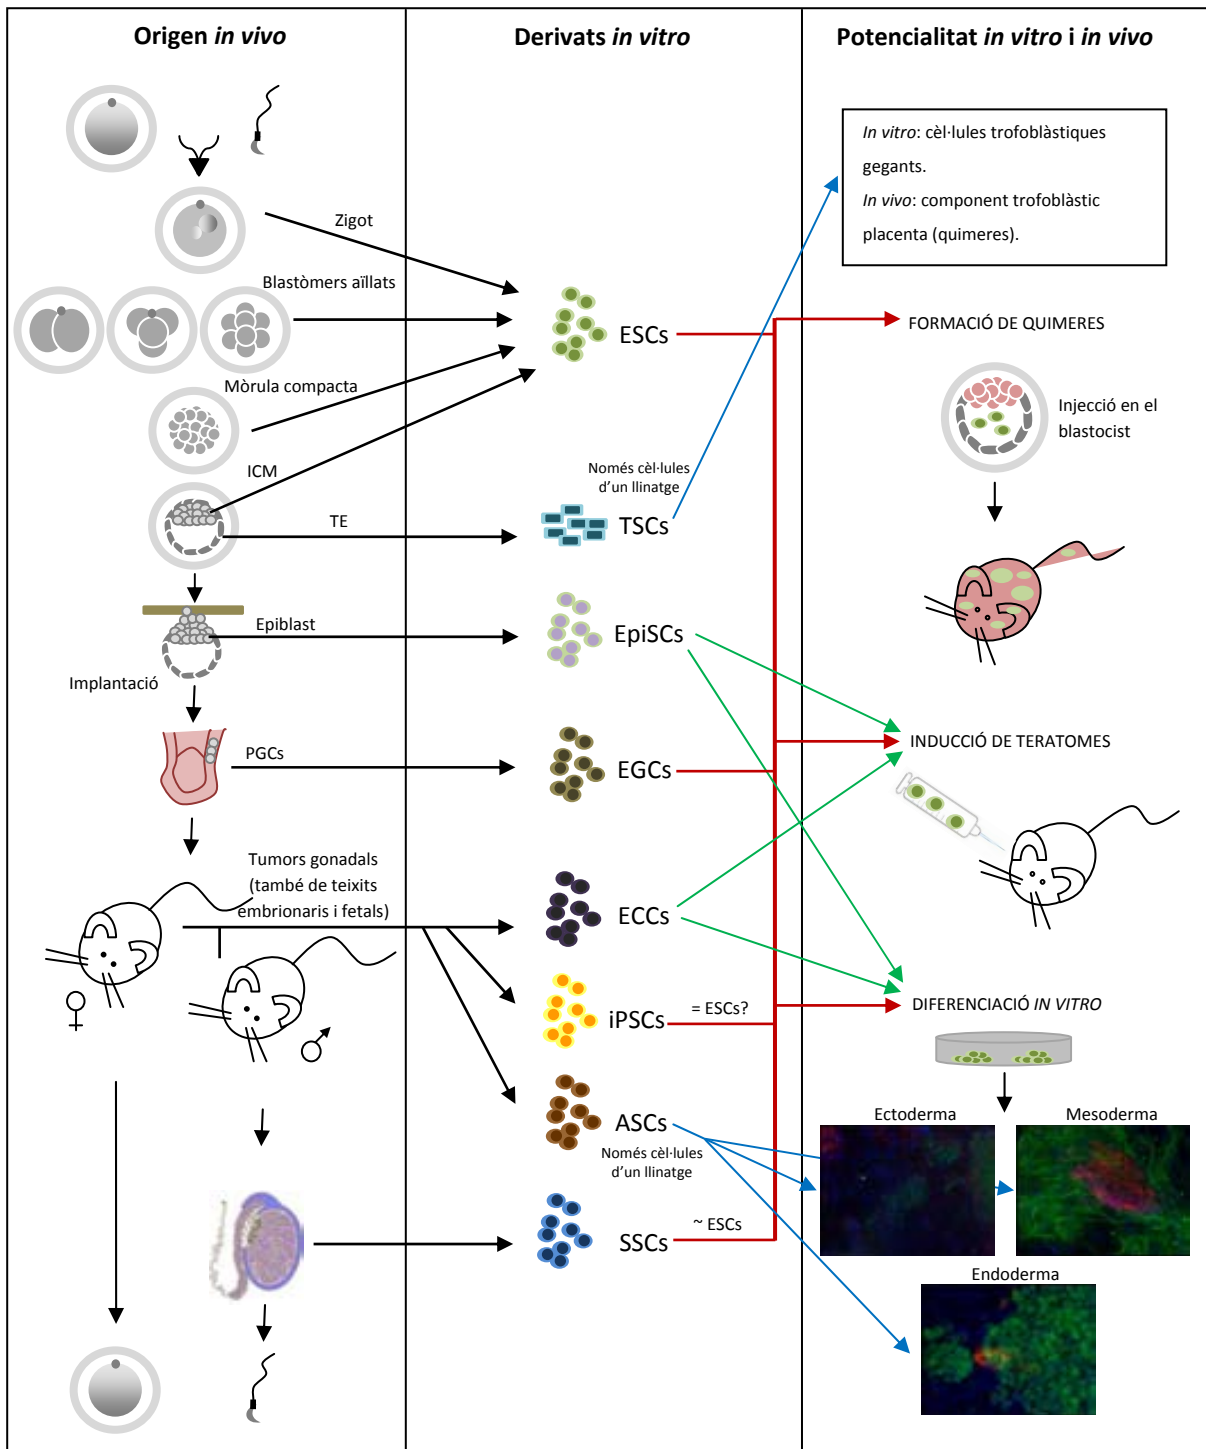 Origen in vivo
Derivats in vitro
Potencialitat in vitro i in vivo
In vitro: cèl·lules trofoblàstiques
gegants.
In vivo: component trofoblàstic
placenta (quimeres).
Zigot
Blastòmers aïllats
ESCs
FORMACIÓ DE QUIMERES
Mòrula compacta
Injecció en el
blastocist
ICM
Només cèl·lules
d’un llinatge
TE
TSCs
Epiblast
EpiSCs
Implantació
PGCs
EGCs
INDUCCIÓ DE TERATOMES
Tumors gonadals
(també de teixits
embrionaris i fetals)
ECCs
= ESCs?
iPSCs
DIFERENCIACIÓ IN VITRO
Ectoderma
Mesoderma
ASCs
Només cèl·lules
d’un llinatge
~ ESCs
SSCs
Endoderma